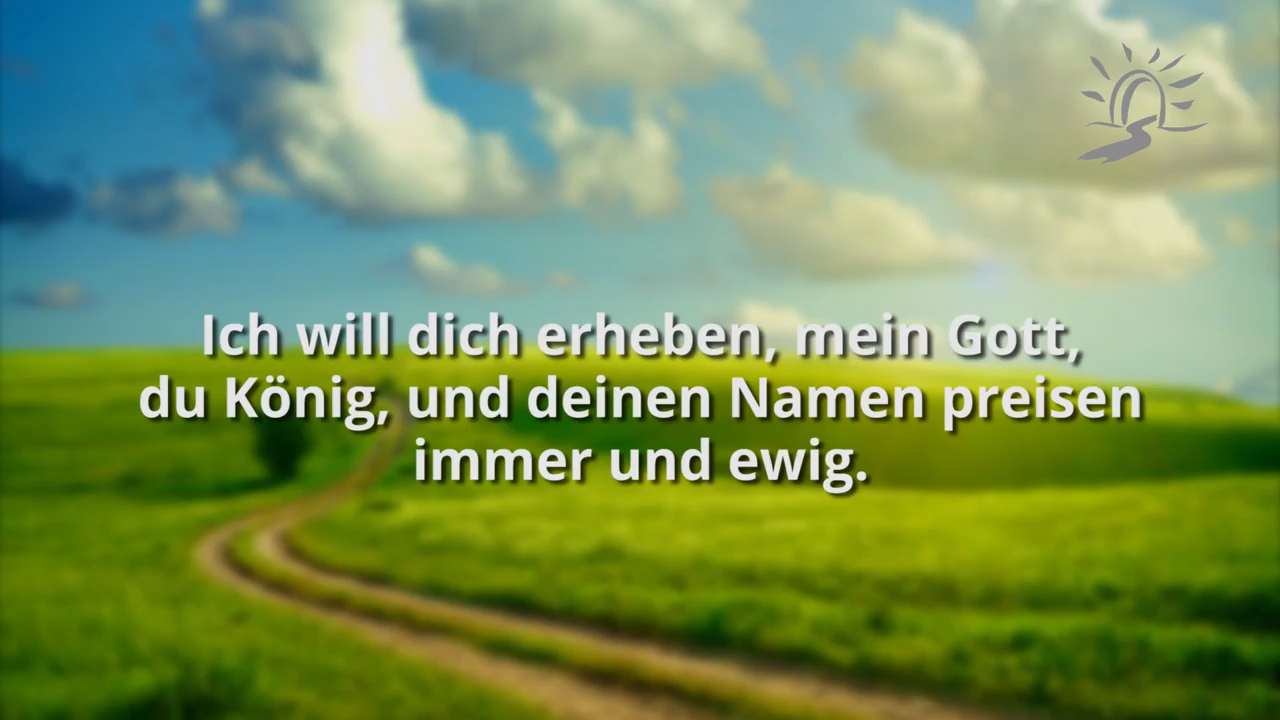 Ich will dich erheben, mein Gott,
du König, und deinen Namen preisen
immer und ewig.